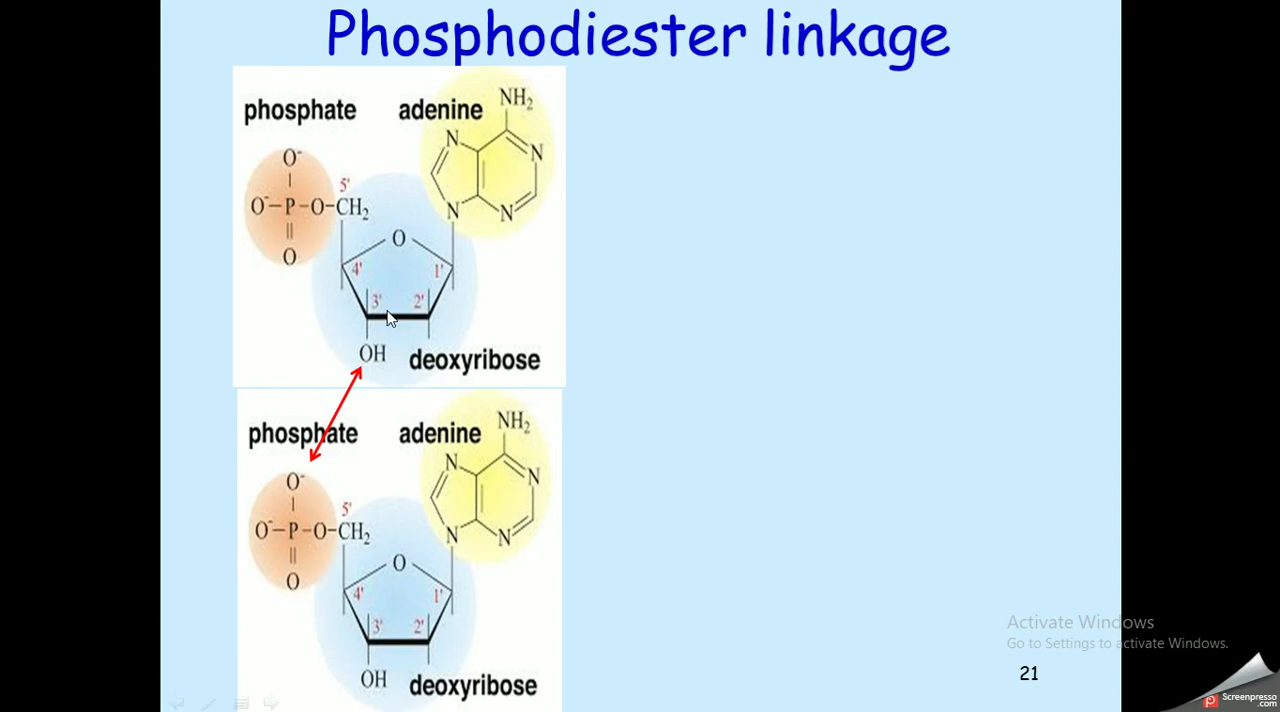 Phosphodiester linkage
phosphate adenine NH₂
O⁻ N N
5'
O⁻–P–O–CH₂ N N
O O
4' 1'
3' 2'
OH deoxyribose
phosphate adenine NH₂
O⁻ N N
5'
O⁻–P–O–CH₂ N N
O O
4' 1'
3' 2'
OH deoxyribose
Activate Windows
Go to Settings to activate Windows.
21
Screenpresso
.com